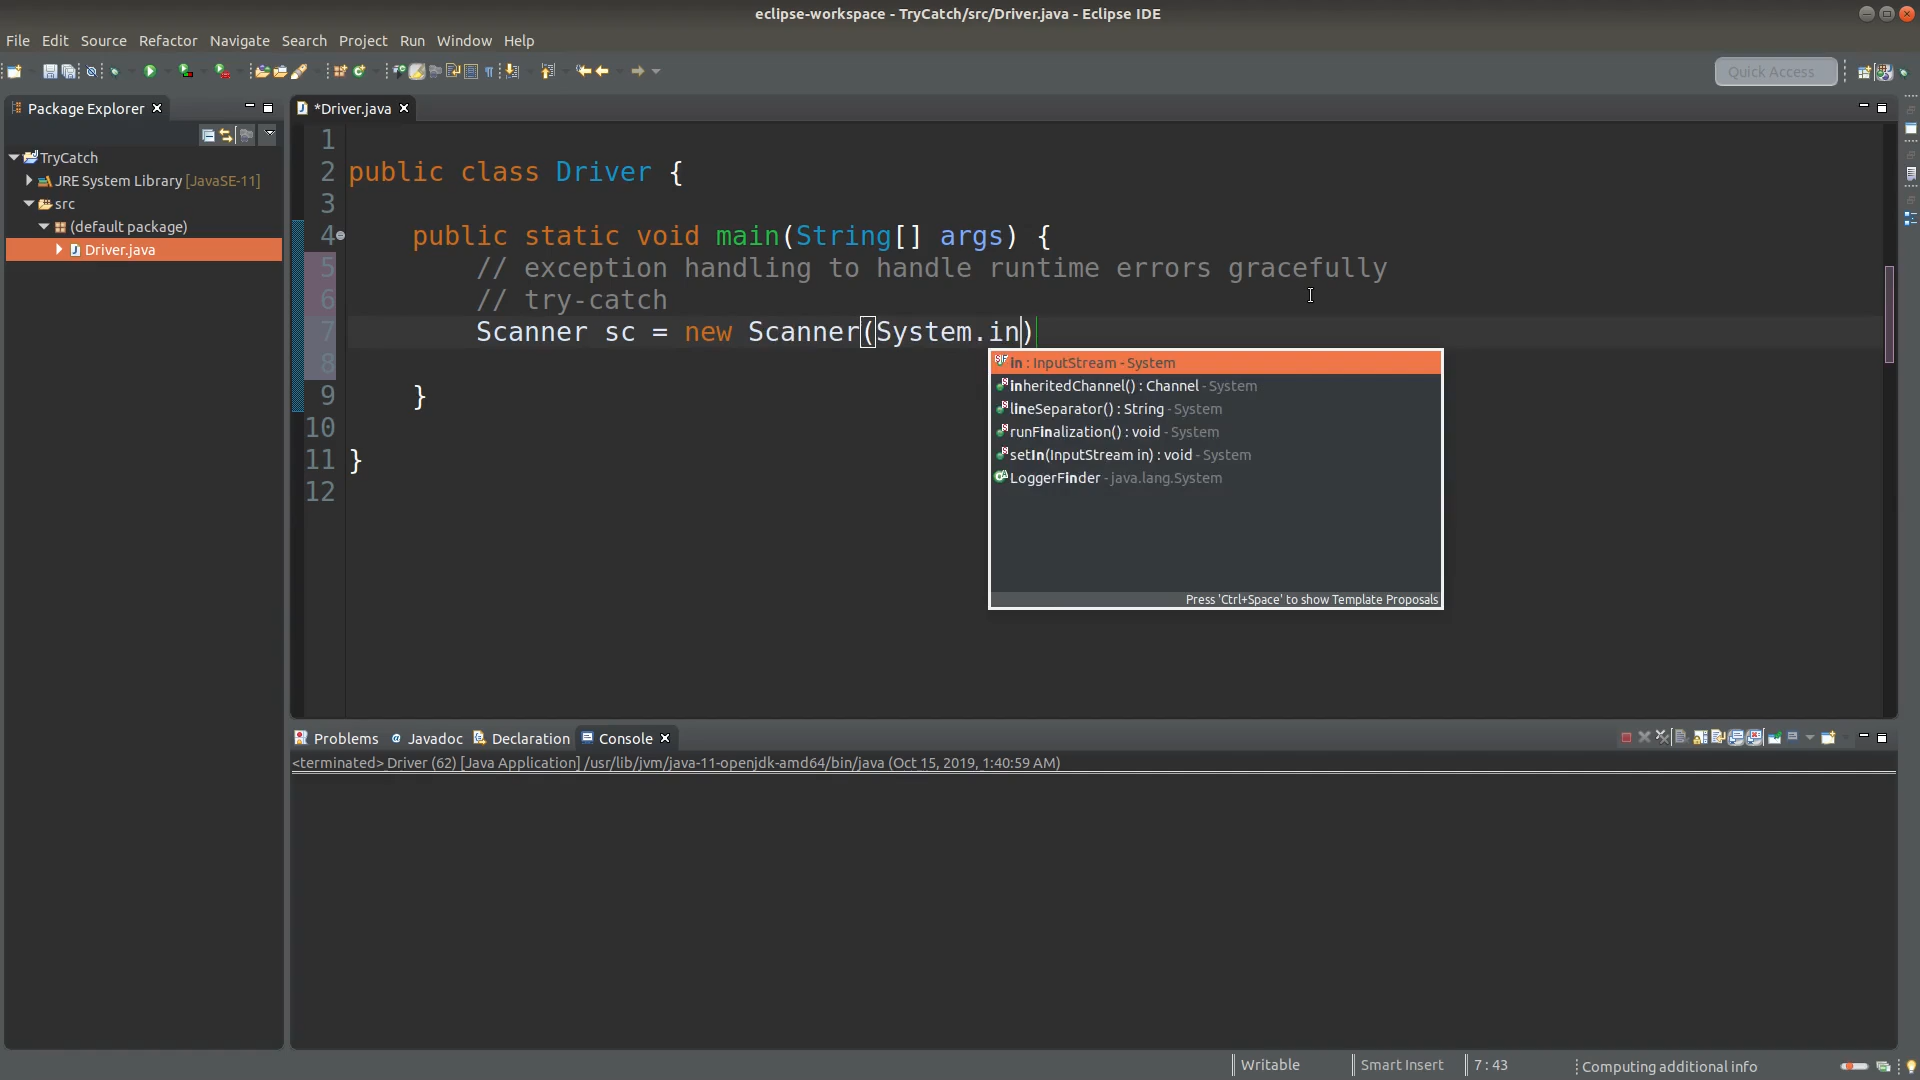 eclipse-workspace - TryCatch/src/Driver.java - Eclipse IDE
File Edit Source Refactor Navigate Search Project Run Window Help
Quick Access
Package Explorer
*Driver.java
TryCatch
JRE System Library [JavaSE-11]
src
(default package)
Driver.java
1
2 public class Driver {
3
4 public static void main(String[] args) {
5 // exception handling to handle runtime errors gracefully
6 // try-catch
7 Scanner sc = new Scanner(System.in)
8
9 }
10
11 }
12
in : InputStream - System
inheritedChannel() : Channel - System
lineSeparator() : String - System
runFinalization() : void - System
setIn(InputStream in) : void - System
LoggerFinder - java.lang.System
Press 'Ctrl+Space' to show Template Proposals
Problems Javadoc Declaration Console
<terminated> Driver (62) [Java Application] /usr/lib/jvm/java-11-openjdk-amd64/bin/java (Oct 15, 2019, 1:40:59 AM)
Writable Smart Insert 7 : 43 Computing additional info